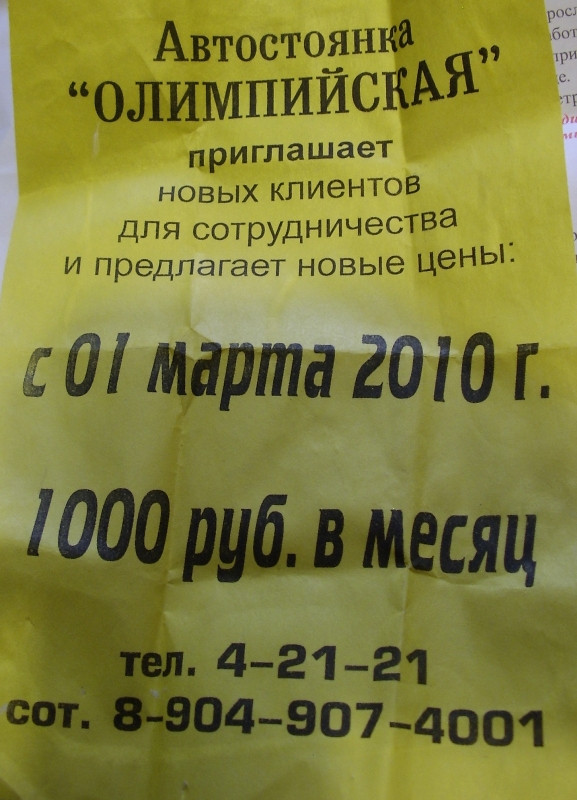 Автостоянка
“ОЛИМПИЙСКАЯ”
приглашает
новых клиентов
для сотрудничества
и предлагает новые цены:
с 01 марта 2010 г.
1000 руб. в месяц
тел. 4-21-21
сот. 8-904-907-4001